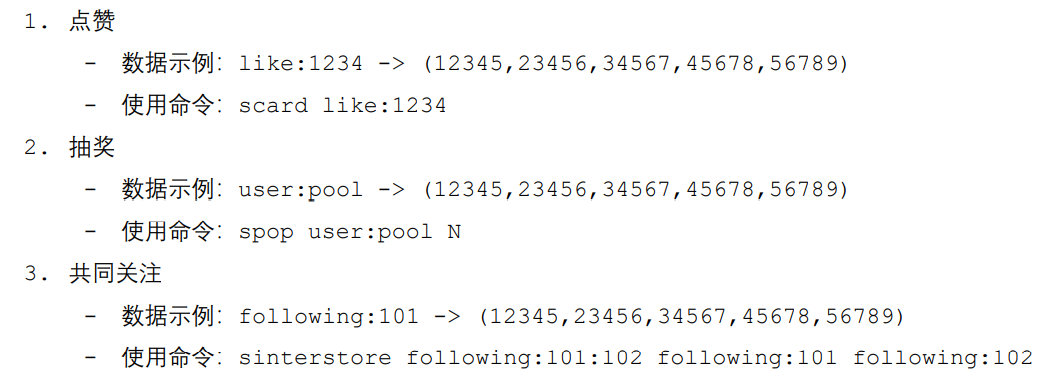 1. 点赞
- 数据示例：like:1234 -> (12345,23456,34567,45678,56789)
- 使用命令：scard like:1234
2. 抽奖
- 数据示例：user:pool -> (12345,23456,34567,45678,56789)
- 使用命令：spop user:pool N
3. 共同关注
- 数据示例：following:101 -> (12345,23456,34567,45678,56789)
- 使用命令：sinterstore following:101:102 following:101 following:102